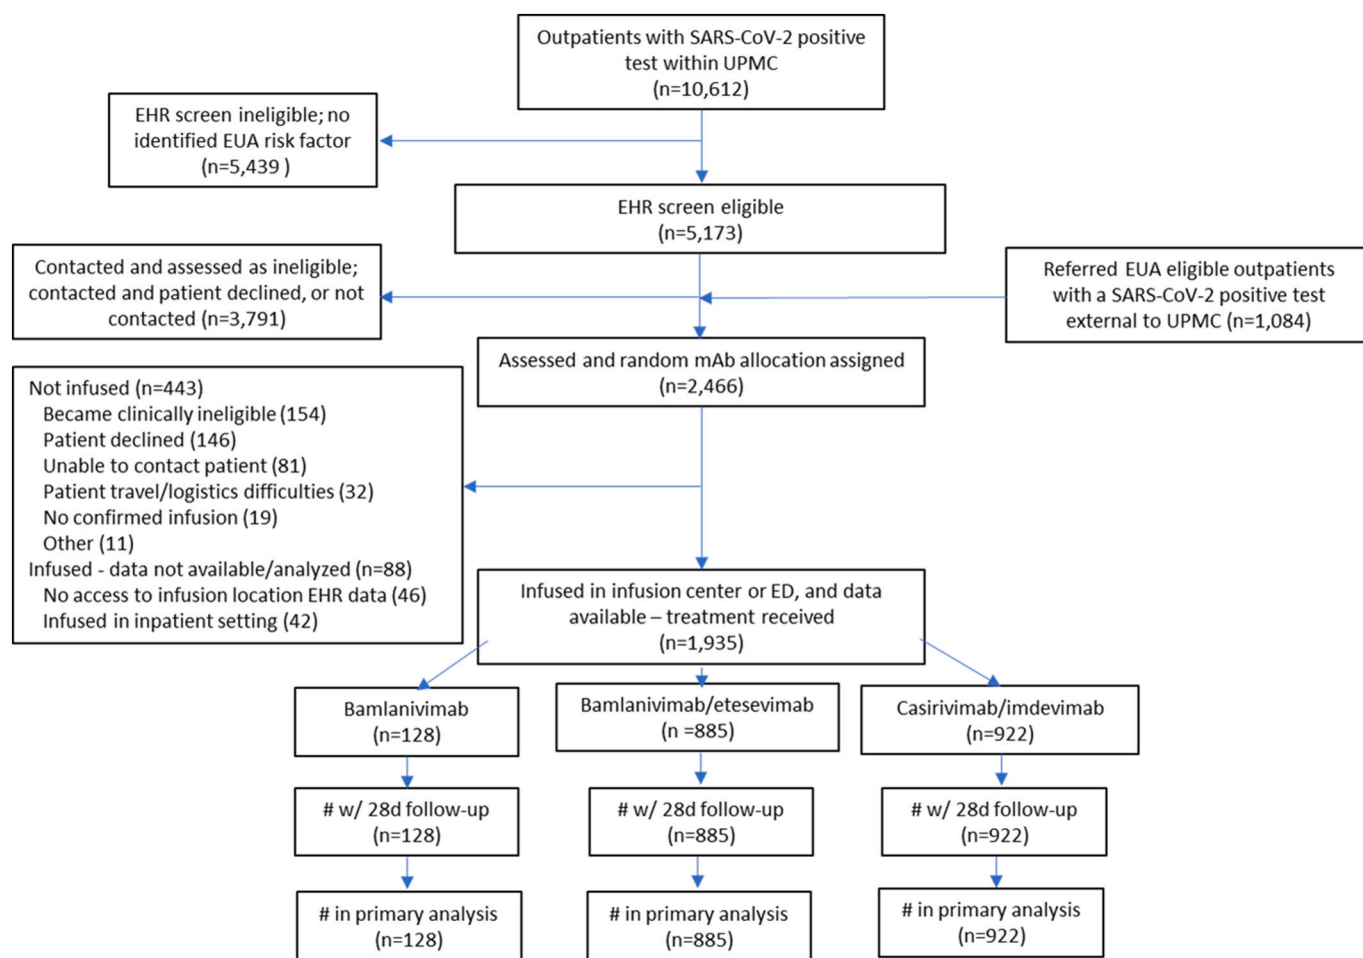 Outpatients with SARS-CoV-2 positive
test within UPMC
(n=10,612)
EHR screen ineligible; no
identified EUA risk factor
(n=5,439 )
EHR screen eligible
(n=5,173)
Contacted and assessed as ineligible;
contacted and patient declined, or not
contacted (n=3,791)
Referred EUA eligible outpatients
with a SARS-CoV-2 positive test
external to UPMC (n=1,084)
Assessed and random mAb allocation assigned
(n=2,466)
Not infused (n=443)
Became clinically ineligible (154)
Patient declined (146)
Unable to contact patient (81)
Patient travel/logistics difficulties (32)
No confirmed infusion (19)
Other (11)
Infused - data not available/analyzed (n=88)
No access to infusion location EHR data (46)
Infused in inpatient setting (42)
Infused in infusion center or ED, and data
available – treatment received
(n=1,935)
Bamlanivimab
(n=128)
Bamlanivimab/etesevimab
(n =885)
Casirivimab/imdevimab
(n=922)
# w/ 28d follow-up
(n=128)
# w/ 28d follow-up
(n=885)
# w/ 28d follow-up
(n=922)
# in primary analysis
(n=128)
# in primary analysis
(n=885)
# in primary analysis
(n=922)